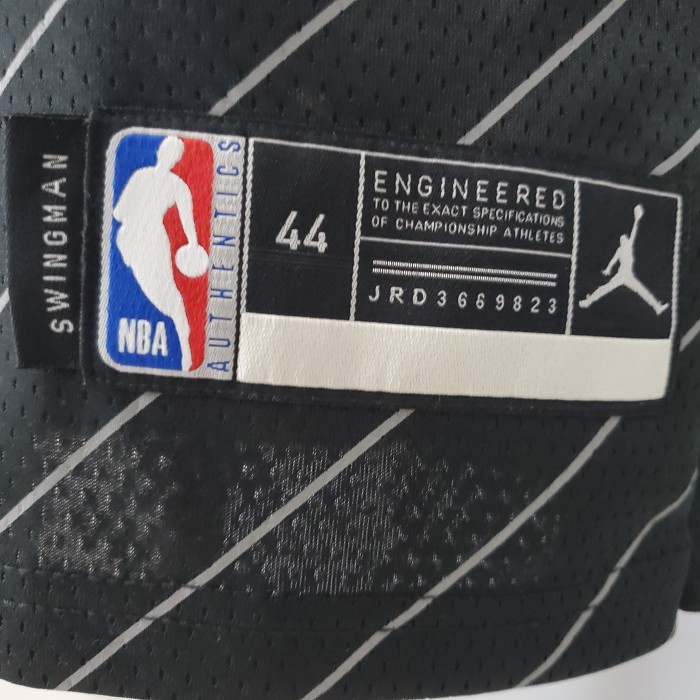 SWINGMAN
NBA
AUTHENTICS
44
ENGINEERED
TO THE EXACT SPECIFICATIONS
OF CHAMPIONSHIP ATHLETES
JRD3669823